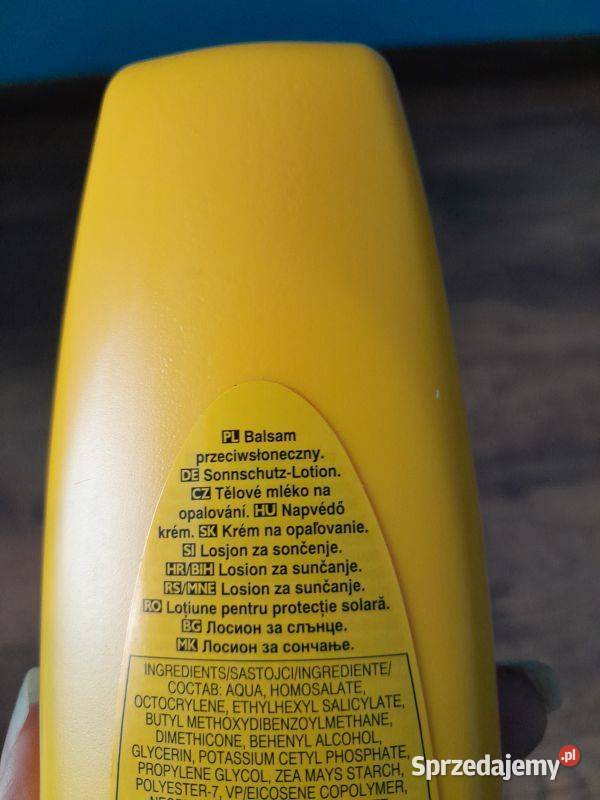 PL Balsam
przeciwsłoneczny.
DE Sonnschutz-Lotion.
CZ Tělové mléko na
opalování. HU Napvédő
krém. SK Krém na opaľovanie.
SI Losjon za sončenje.
HR/BIH Losion za sunčanje.
RS/MNE Losion za sunčanje.
RO Loțiune pentru protecție solară.
BG Лосион за слънце.
MK Лосион за сончање.
INGREDIENTS/SASTOJCI/INGREDIENTE/
СОСТАВ: AQUA, HOMOSALATE,
OCTOCRYLENE, ETHYLHEXYL SALICYLATE,
BUTYL METHOXYDIBENZOYLMETHANE,
DIMETHICONE, BEHENYL ALCOHOL,
GLYCERIN, POTASSIUM CETYL PHOSPHATE,
PROPYLENE GLYCOL, ZEA MAYS STARCH,
POLYESTER-7, VP/EICOSENE COPOLYMER,
Sprzedajemy.pl